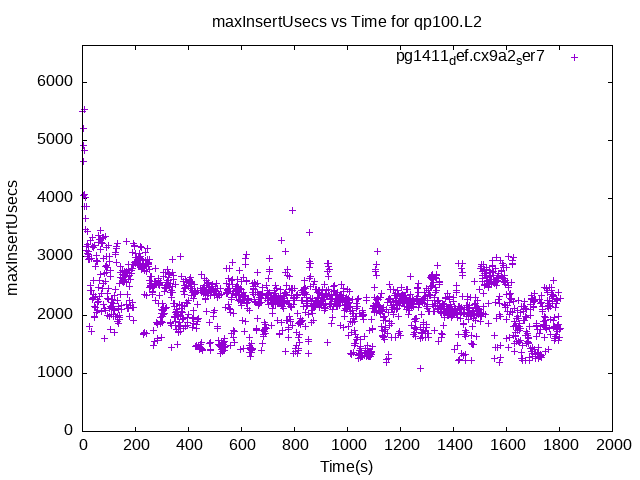 maxInsertUsecs vs Time for qp100.L2
pg1411def.cx9a2ser7
6000
5000
4000
3000
2000
1000
0
maxInsertUsecs
0 200 400 600 800 1000 1200 1400 1600 1800 2000
Time(s)